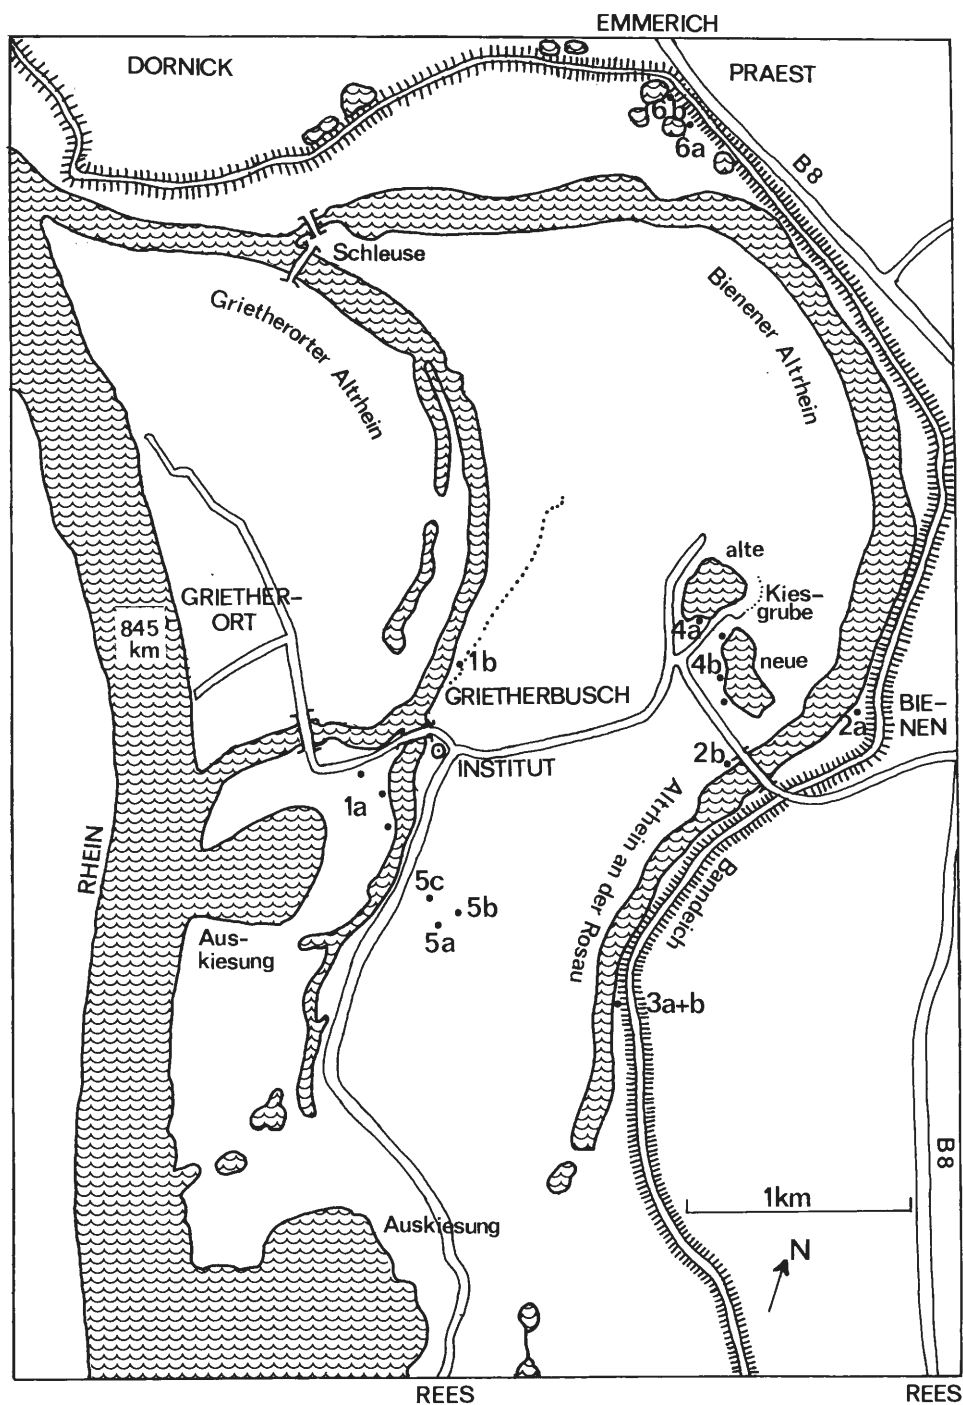 EMMERICH
DORNICK
PRAEST
6b
6a
B8
Schleuse
Grietherorter Altrhein
Bienener Altrhein
alte
Kies-
grube
GRIETHER-
ORT
845
km
4a
4b
neue
1b
GRIETHERBUSCH
BIE-
NEN
2a
2b
INSTITUT
1a
RHEIN
Altrhein an der Rosau
Banndeich
5c
5b
5a
Aus-
kiesung
3a+b
B8
1km
Auskiesung
N
REES
REES